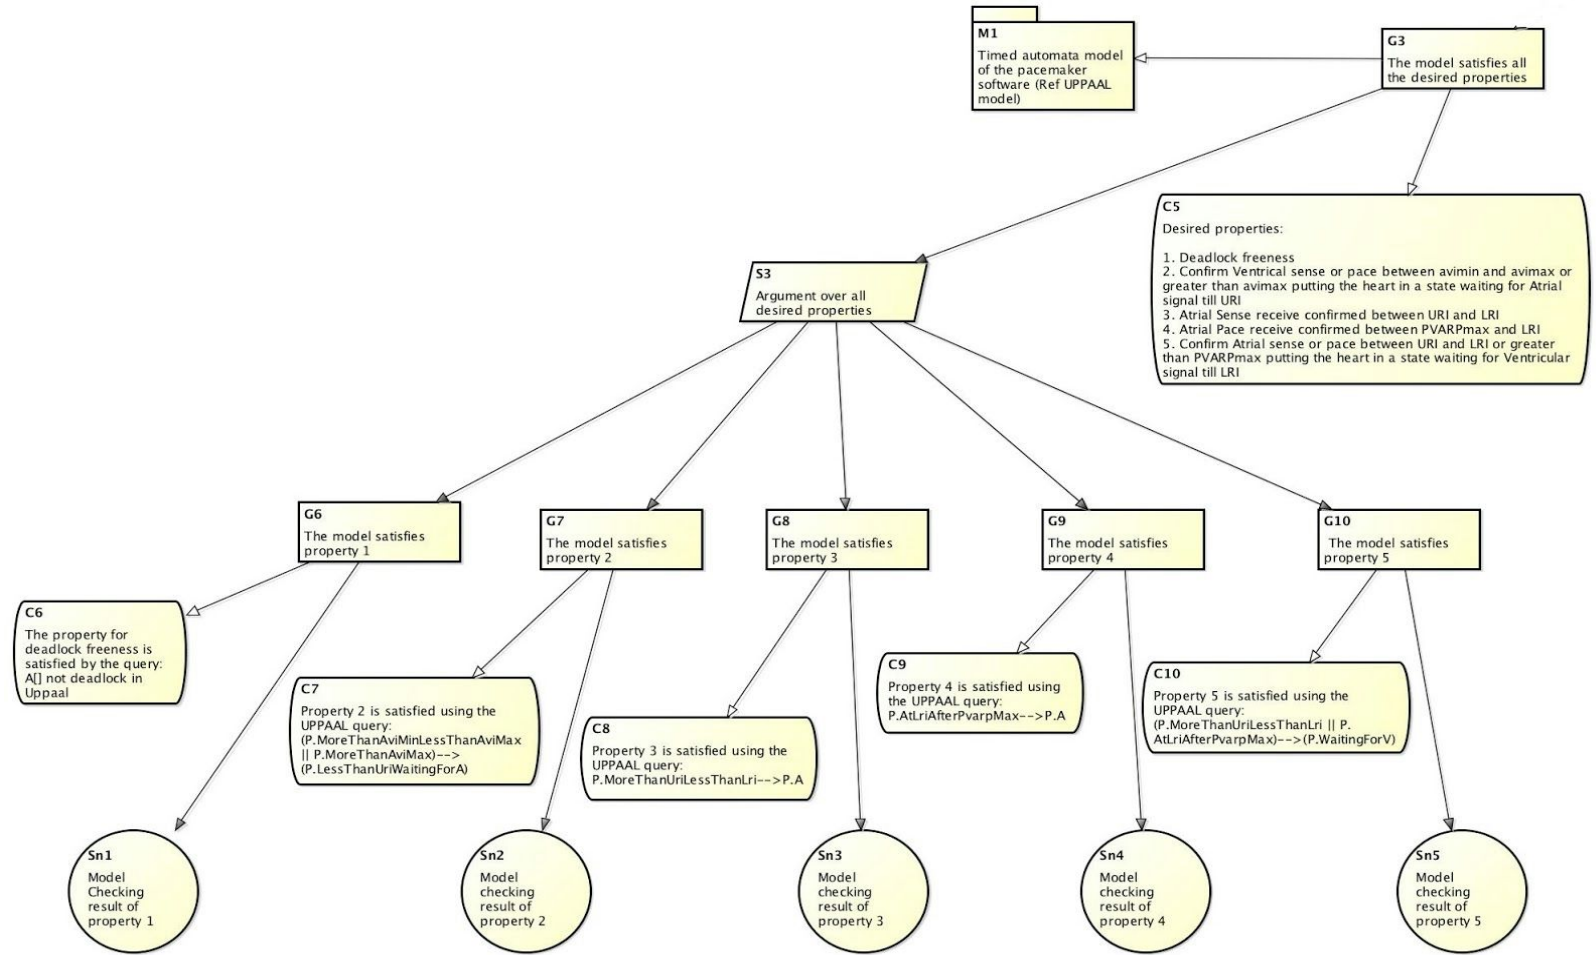 M1
Timed automata model
of the pacemaker
software (Ref UPPAAL
model)
G3
The model satisfies all
the desired properties
C5
Desired properties:
1. Deadlock freeness
2. Confirm Ventrical sense or pace between avimin and avimax or
greater than avimax putting the heart in a state waiting for Atrial
signal till URI
3. Atrial Sense receive confirmed between URI and LRI
4. Atrial Pace receive confirmed between PVARPmax and LRI
5. Confirm Atrial sense or pace between URI and LRI or greater
than PVARPmax putting the heart in a state waiting for Ventricular
signal till LRI
S3
Argument over all
desired properties
G6
The model satisfies
property 1
G7
The model satisfies
property 2
G8
The model satisfies
property 3
G9
The model satisfies
property 4
G10
The model satisfies
property 5
C6
The property for
deadlock freeness is
satisfied by the query:
A[] not deadlock in
Uppaal
C7
Property 2 is satisfied using the
UPPAAL query:
(P.MoreThanAviMinLessThanAviMax
|| P.MoreThanAviMax)-->
(P.LessThanUriWaitingForA)
C8
Property 3 is satisfied using the
UPPAAL query:
P.MoreThanUriLessThanLri-->P.A
C9
Property 4 is satisfied using
the UPPAAL query:
P.AtLriAfterPvarpMax-->P.A
C10
Property 5 is satisfied using the
UPPAAL query:
(P.MoreThanUriLessThanLri || P.
AtLriAfterPvarpMax)-->(P.WaitingForV)
Sn1
Model
Checking
result of
property 1
Sn2
Model
checking
result of
property 2
Sn3
Model
checking
result of
property 3
Sn4
Model
checking
result of
property 4
Sn5
Model
checking
result of
property 5